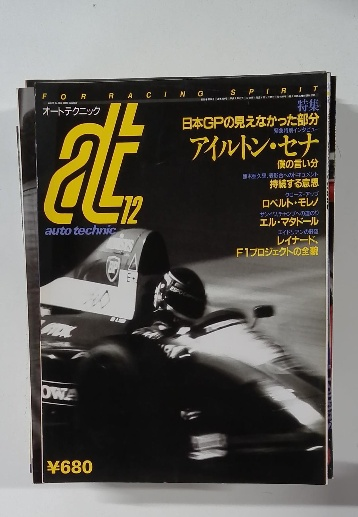 FOR RACING SPIRIT
オートテクニック
特集
日本GPの見えなかった部分
アイルトン・セナ
僕の言い分
持続する意思
ロベルト・モレノ
エル・マタドール
レイナード、
F1プロジェクトの全貌
at
12
auto technic
¥680